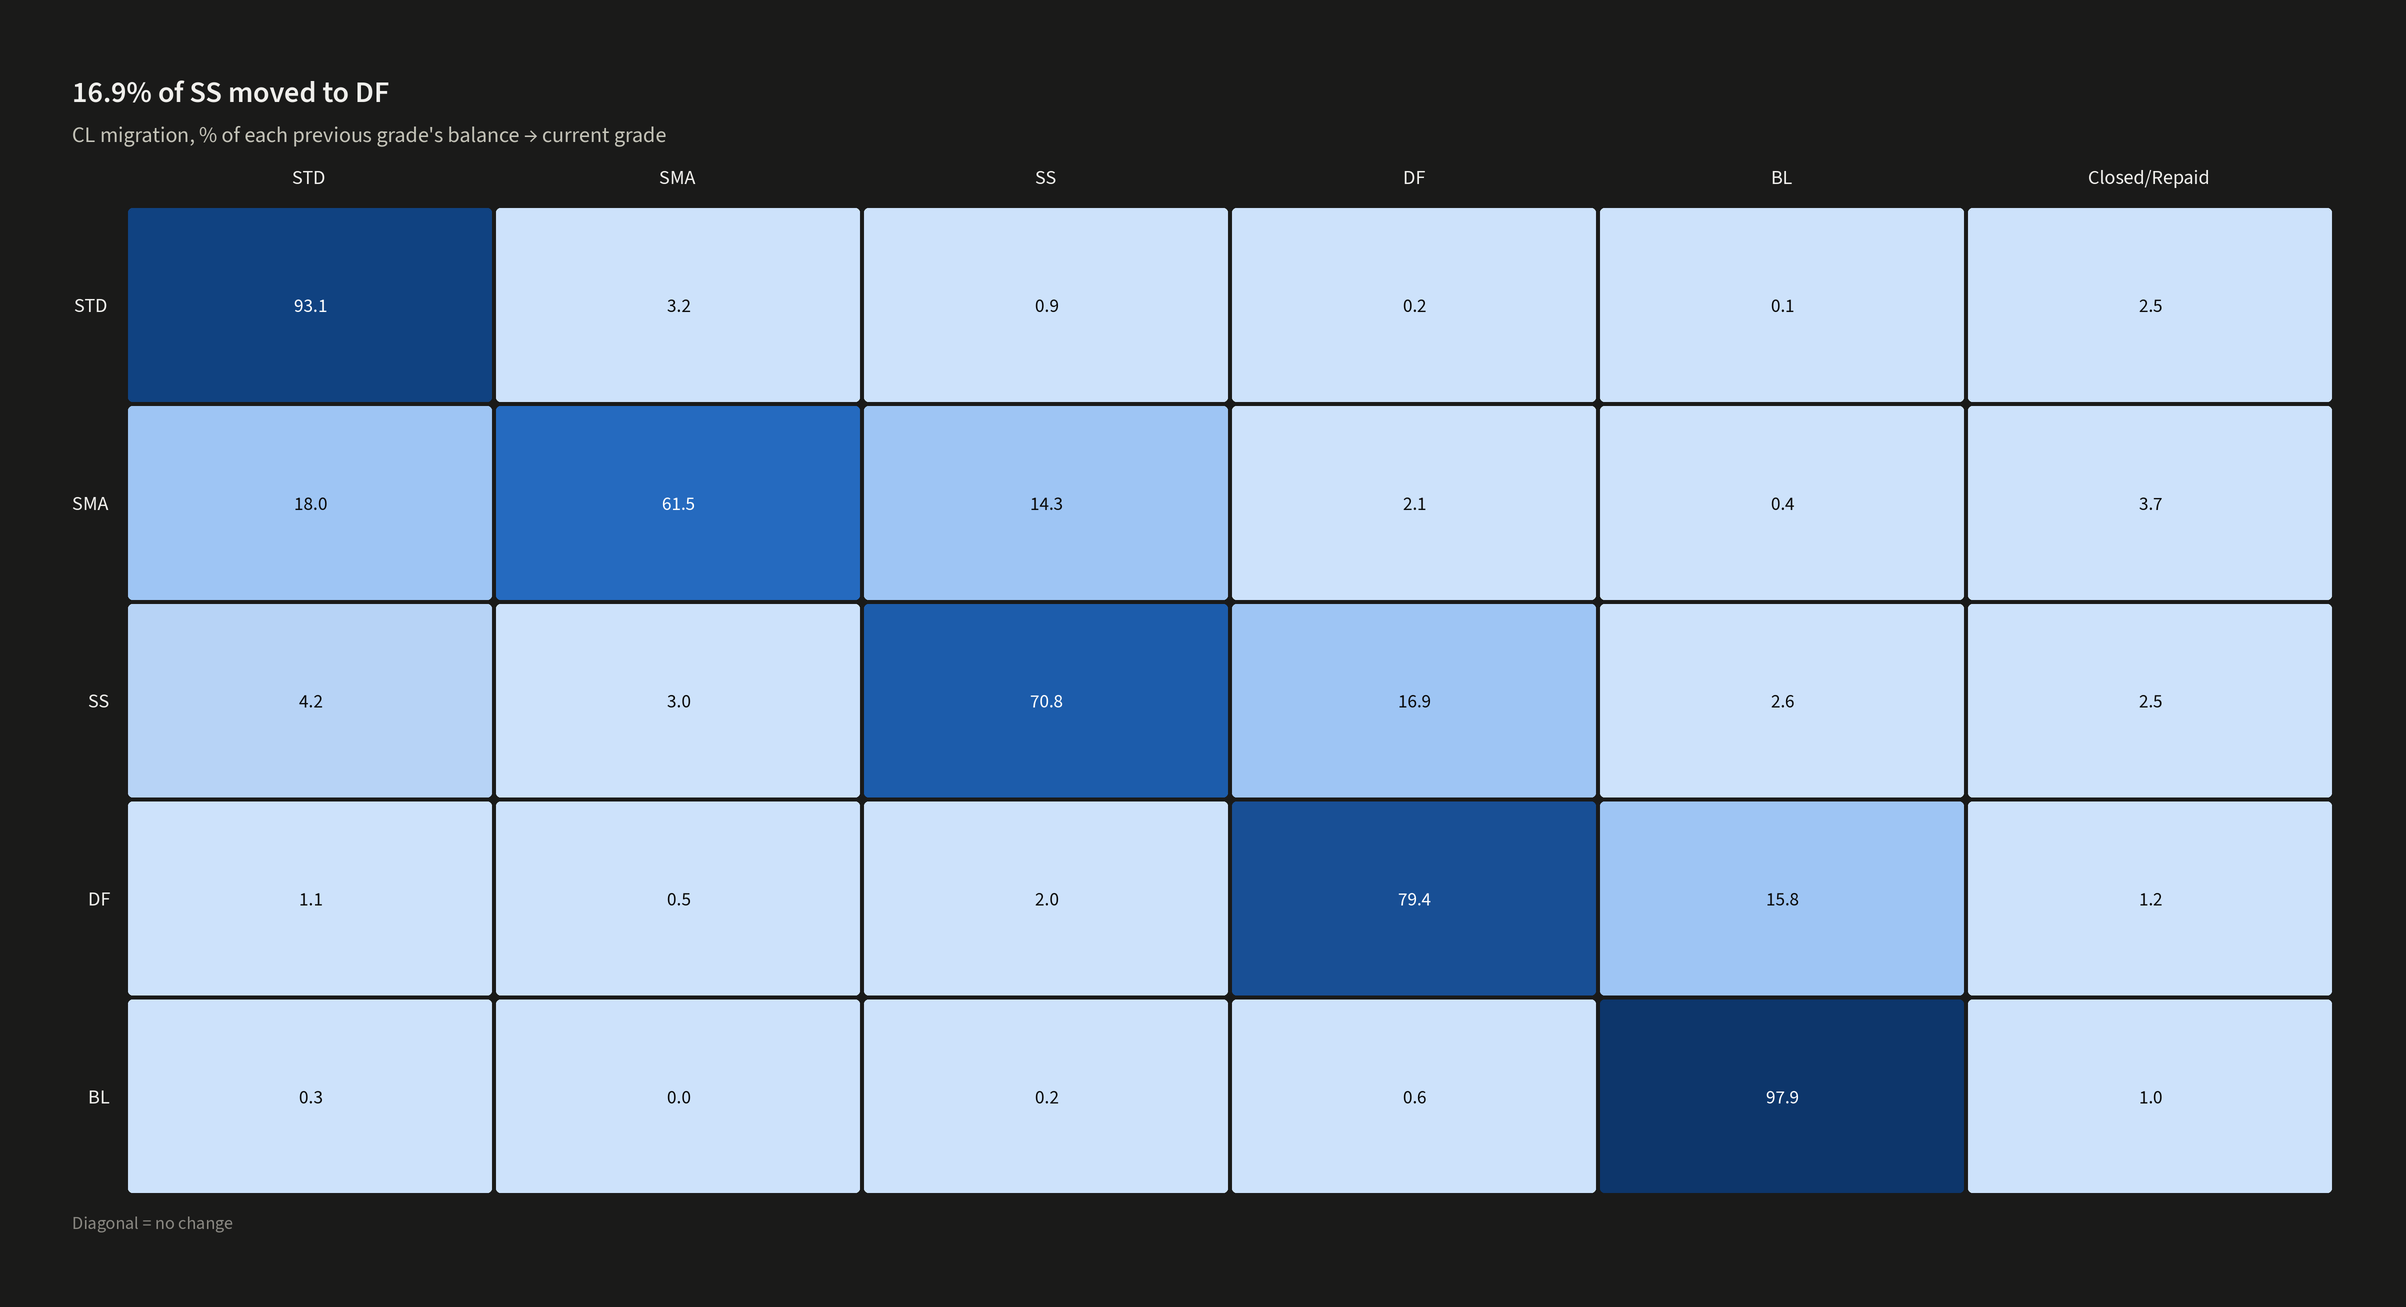 16.9% of SS moved to DF
CL migration, % of each previous grade's balance → current grade
STD SMA SS DF BL Closed/Repaid
STD 93.1 3.2 0.9 0.2 0.1 2.5
SMA 18.0 61.5 14.3 2.1 0.4 3.7
SS 4.2 3.0 70.8 16.9 2.6 2.5
DF 1.1 0.5 2.0 79.4 15.8 1.2
BL 0.3 0.0 0.2 0.6 97.9 1.0
Diagonal = no change